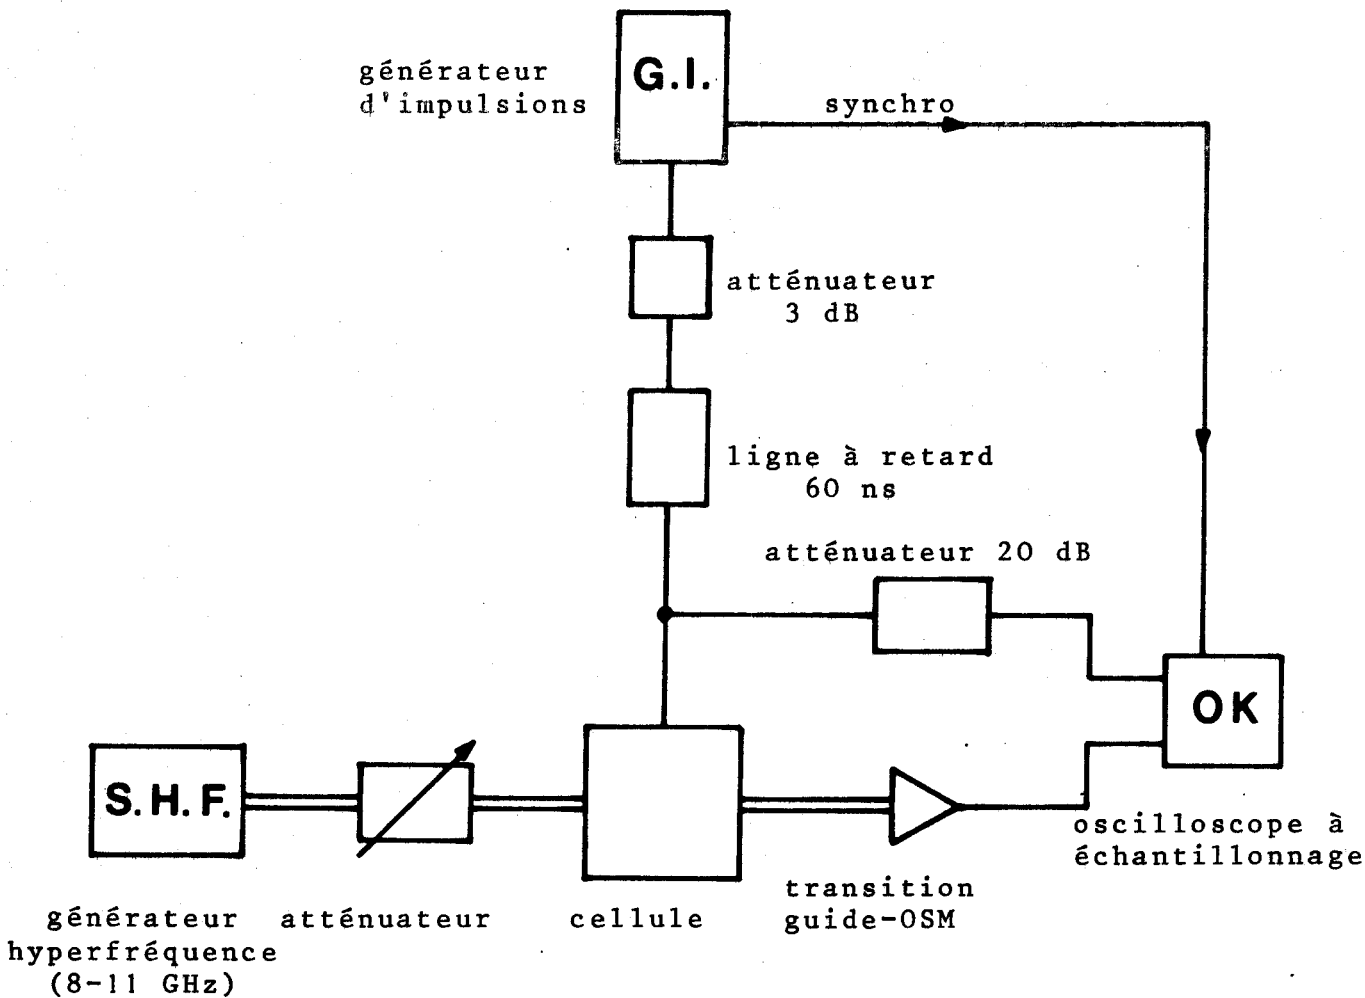 G.I.
générateur
d'impulsions
synchro
atténuateur
3 dB
ligne à retard
60 ns
atténuateur 20 dB
OK
S.H.F.
oscilloscope à
échantillonnage
transition
guide-OSM
générateur
hyperfréquence
(8-11 GHz)
atténuateur
cellule